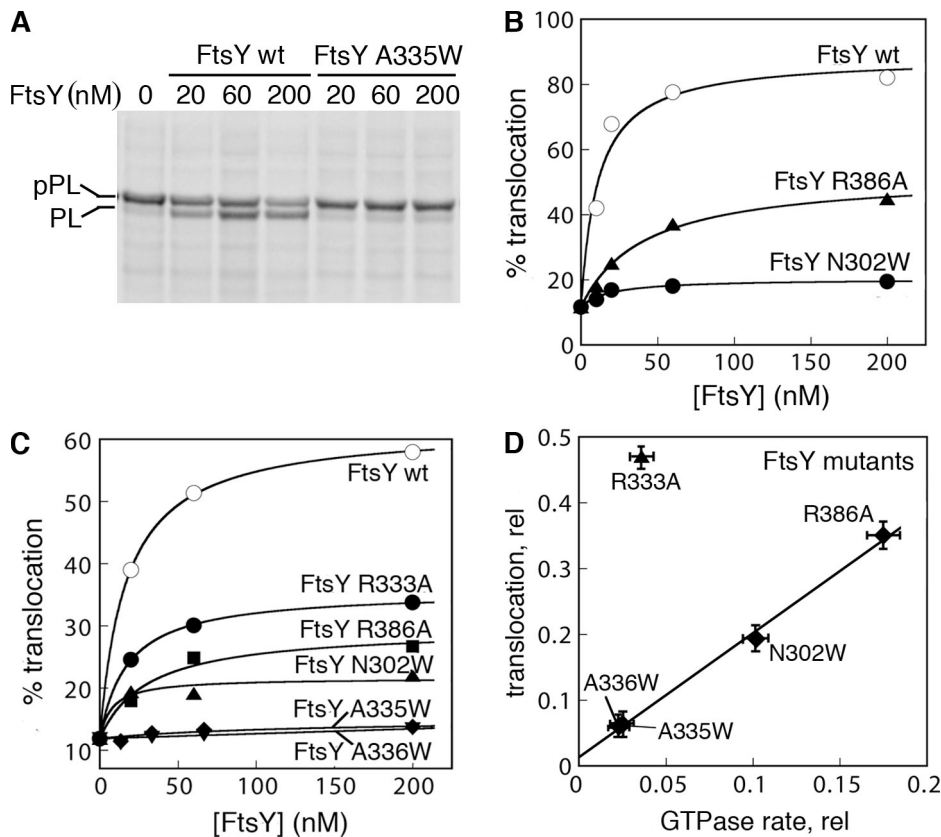 A
FtsY wt FtsY A335W
FtsY (nM) 0 20 60 200 20 60 200
pPL
PL
B
% translocation
100
80
60
40
20
0
FtsY wt
FtsY R386A
FtsY N302W
0 50 100 150 200
[FtsY] (nM)
C
% translocation
60
50
40
30
20
10
FtsY wt
FtsY R333A
FtsY R386A
FtsY N302W
FtsY A335W
FtsY A336W
0 50 100 150 200
[FtsY] (nM)
D
translocation, rel
0.5
0.4
0.3
0.2
0.1
0
FtsY mutants
R333A
R386A
N302W
A336W
A335W
0 0.05 0.1 0.15 0.2
GTPase rate, rel